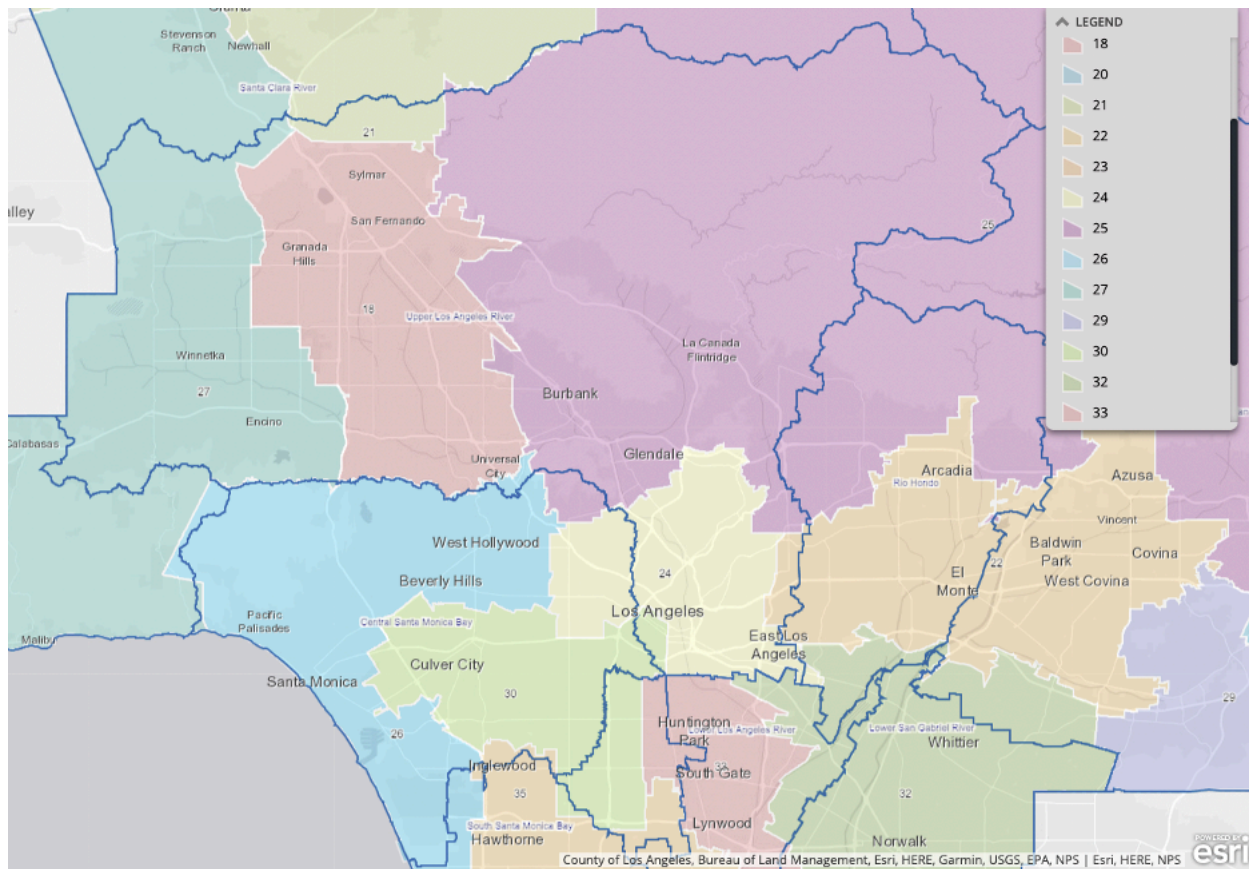 Stevenson
Ranch
Newhall
Santa Clara River
21
Sylmar
San Fernando
Granada
Hills
18
Upper Los Angeles River
Winnetka
27
Encino
Calabasas
Universal
City
Burbank
La Canada
Flintridge
Glendale
25
LEGEND
18
20
21
22
23
24
25
26
27
29
30
32
33
Arcadia
Rio Hondo
Azusa
Vincent
Baldwin
Park
Covina
West Covina
22
El
Monte
West Hollywood
Beverly Hills
24
Los Angeles
East Los
Angeles
Pacific
Palisades
Central Santa Monica Bay
Malibu
Culver City
Santa Monica
30
26
Huntington
Park
Lower Los Angeles River
33
South Gate
Lynwood
Inglewood
35
South Santa Monica Bay
Hawthorne
Lower San Gabriel River
Whittier
32
29
Norwalk
County of Los Angeles, Bureau of Land Management, Esri, HERE, Garmin, USGS, EPA, NPS | Esri, HERE, NPS
POWERED BY
esri